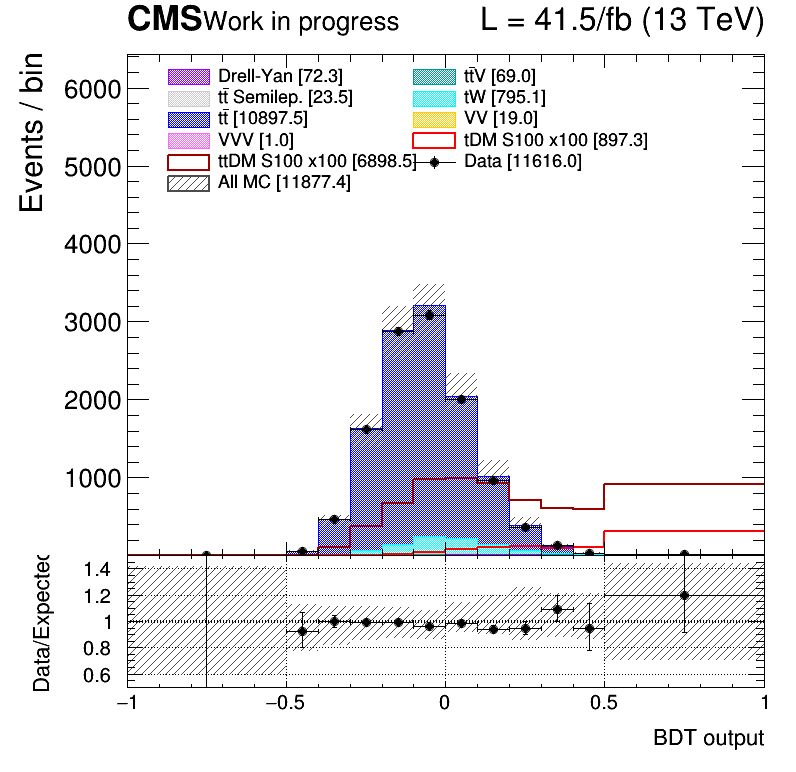 CMS Work in progress L = 41.5/fb (13 TeV)
Events / bin
6000
5000
4000
3000
2000
1000
Drell-Yan [72.3] tt̄V [69.0]
tt̄ Semilep. [23.5] tW [795.1]
tt̄ [10897.5] VV [19.0]
VVV [1.0] tDM S100 x100 [897.3]
ttDM S100 x100 [6898.5] Data [11616.0]
All MC [11877.4]
Data/Expected
1.4
1.2
1
0.8
0.6
−1 −0.5 0 0.5 1
BDT output